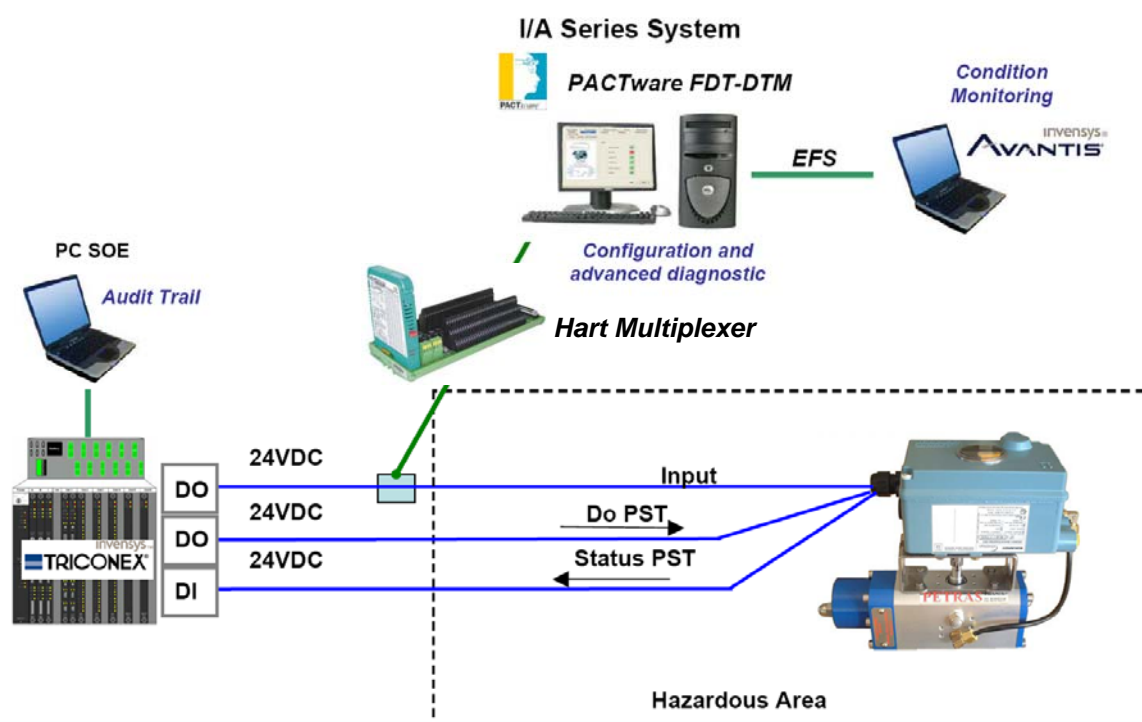 I/A Series System
PACTware
PACTware FDT-DTM
Condition
Monitoring
invensys
AVANTIS
EFS
Configuration and
advanced diagnostic
PC SOE
Audit Trail
Hart Multiplexer
24VDC
DO
Input
24VDC
DO
Do PST
24VDC
DI
Status PST
invensys
TRICONEX
PETRAS
Hazardous Area